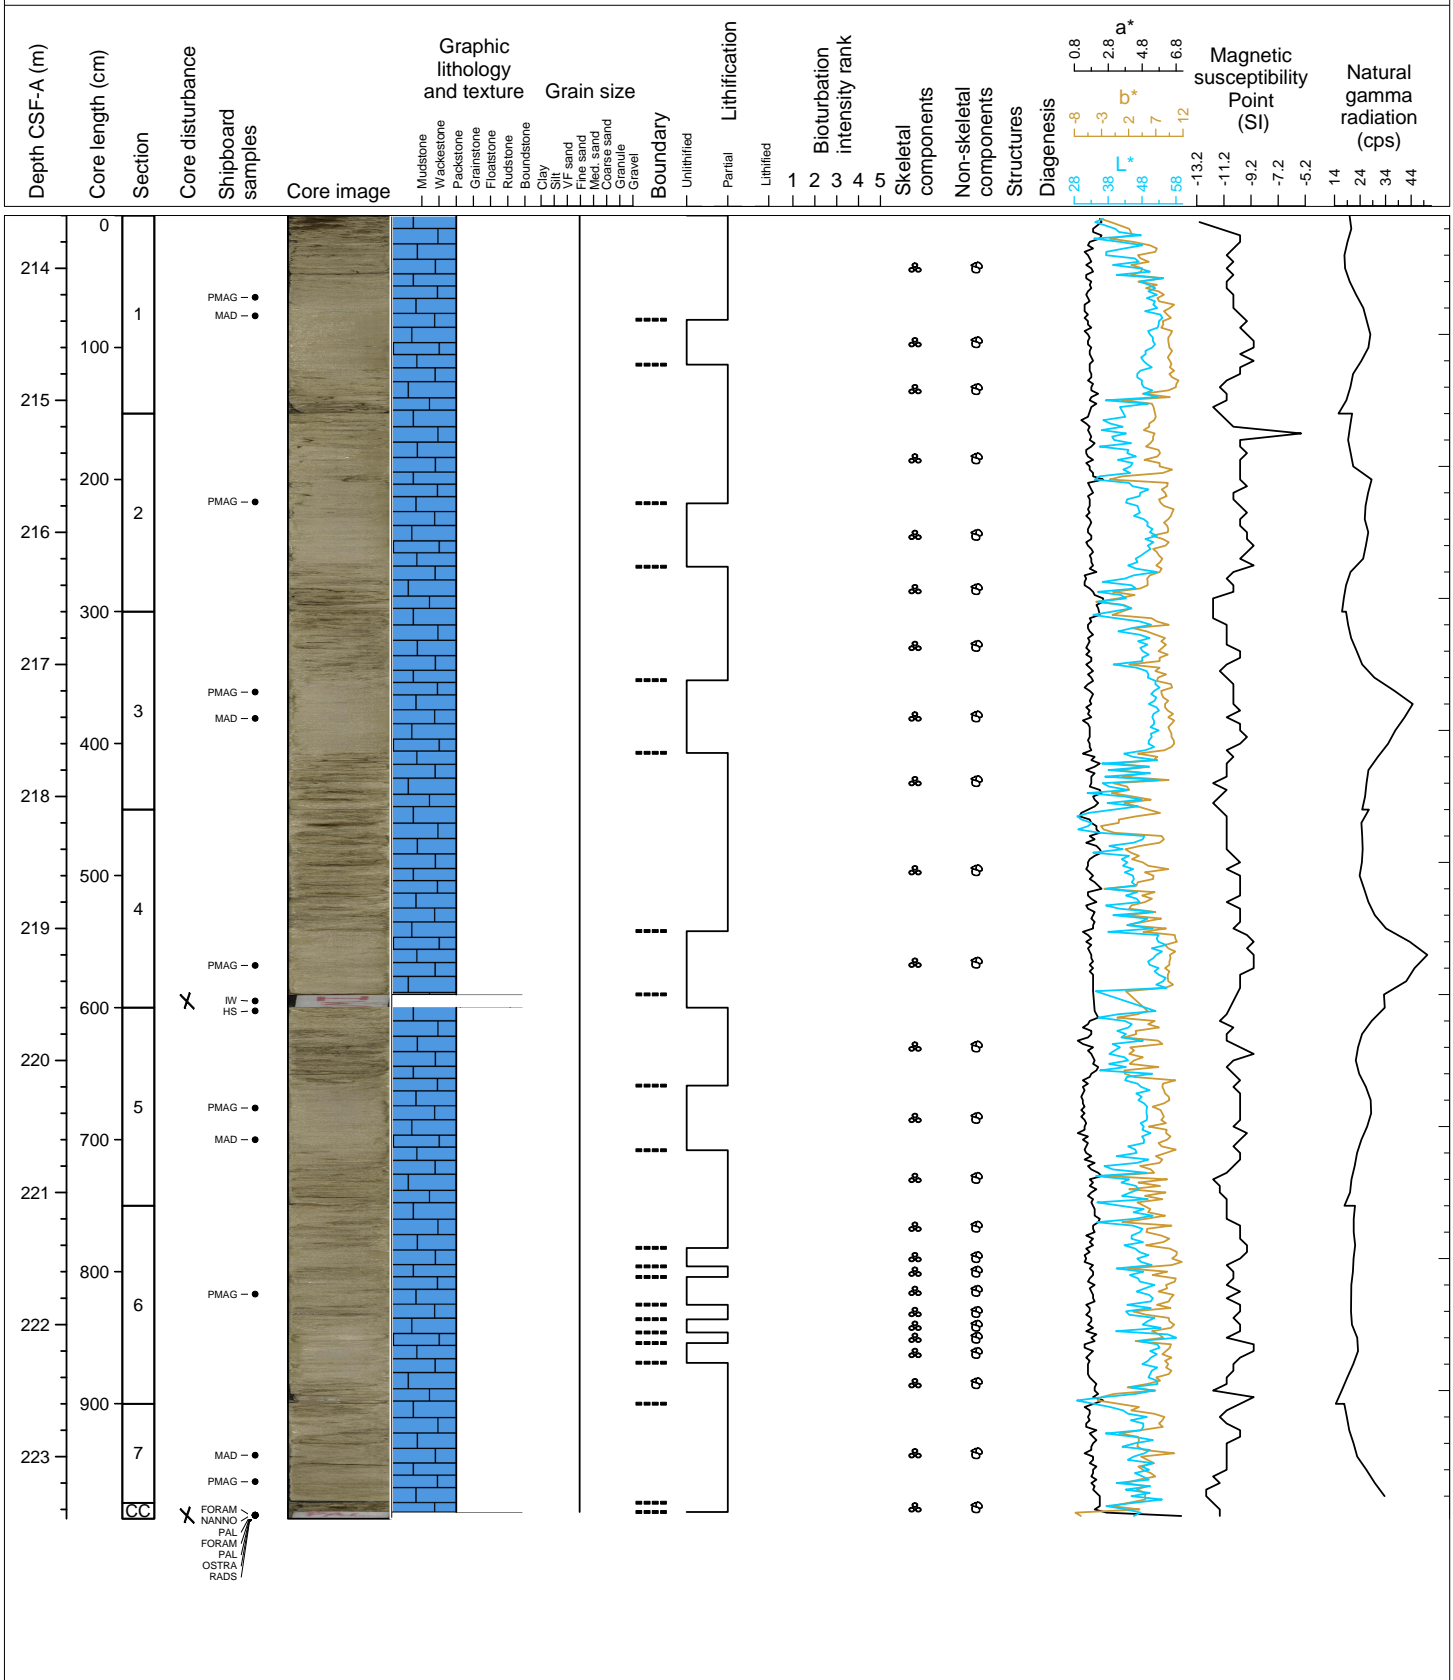 Depth CSF-A (m)
Core length (cm)
Section
Core disturbance
Shipboard
samples
Core image
Graphic
lithology
and texture
Mudstone
Wackestone
Packstone
Grainstone
Floatstone
Rudstone
Boundstone
Grain size
Clay
Silt
VF sand
Fine sand
Med. sand
Coarse sand
Granule
Gravel
Boundary
Lithification
Unlithified
Partial
Lithified
Bioturbation
intensity rank
1 2 3 4 5
Skeletal
components
Non-skeletal
components
Structures
Diagenesis
a*
0.8 2.8 4.8 6.8
b*
-8 -3 2 7 12
L*
28 38 48 58
Magnetic
susceptibility
Point
(SI)
-13.2 -11.2 -9.2 -7.2 -5.2
Natural
gamma
radiation
(cps)
14 24 34 44
0
214
PMAG
1
MAD
100
215
200
PMAG
2
216
300
217
PMAG
3
MAD
400
218
500
4
219
PMAG
IW
600
HS
220
5
PMAG
700
MAD
221
800
PMAG
6
222
900
7
MAD
223
PMAG
CC
FORAM
NANNO
PAL
FORAM
PAL
OSTRA
RADS